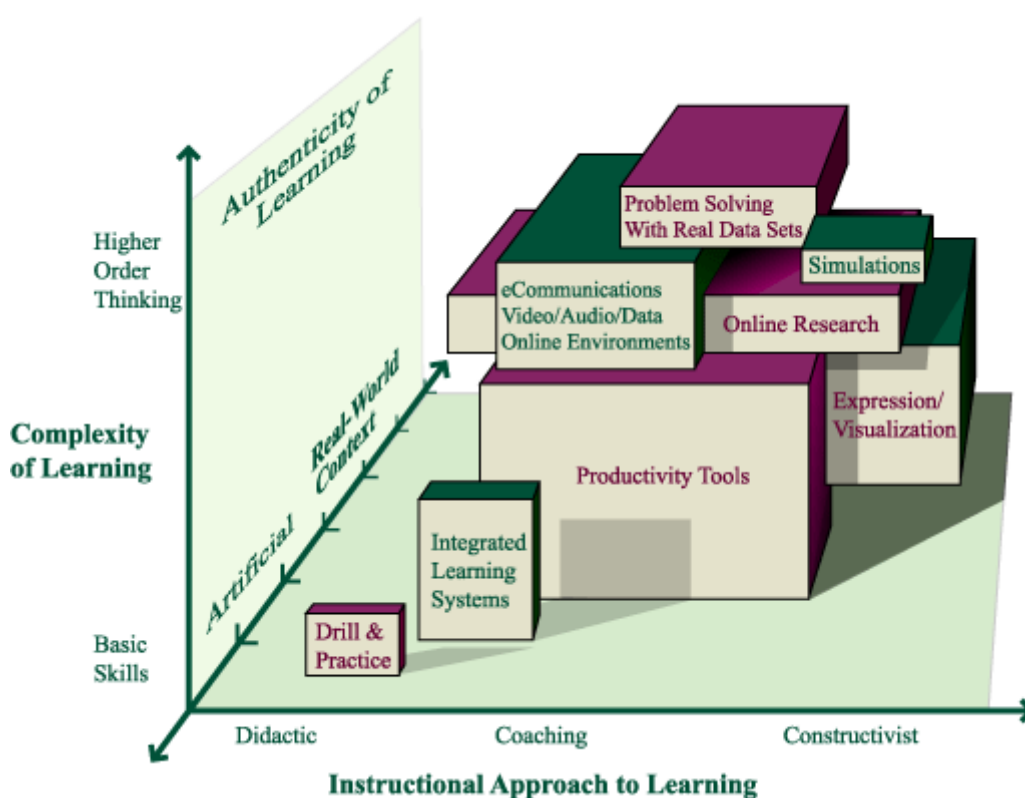 Authenticity of
Learning
Higher
Order
Thinking
Problem Solving
With Real Data Sets
Simulations
eCommunications
Video/Audio/Data
Online Environments
Online Research
Real-World
Context
Expression/
Visualization
Complexity
of Learning
Productivity Tools
Artificial
Integrated
Learning
Systems
Basic
Skills
Drill &
Practice
Didactic
Coaching
Constructivist
Instructional Approach to Learning